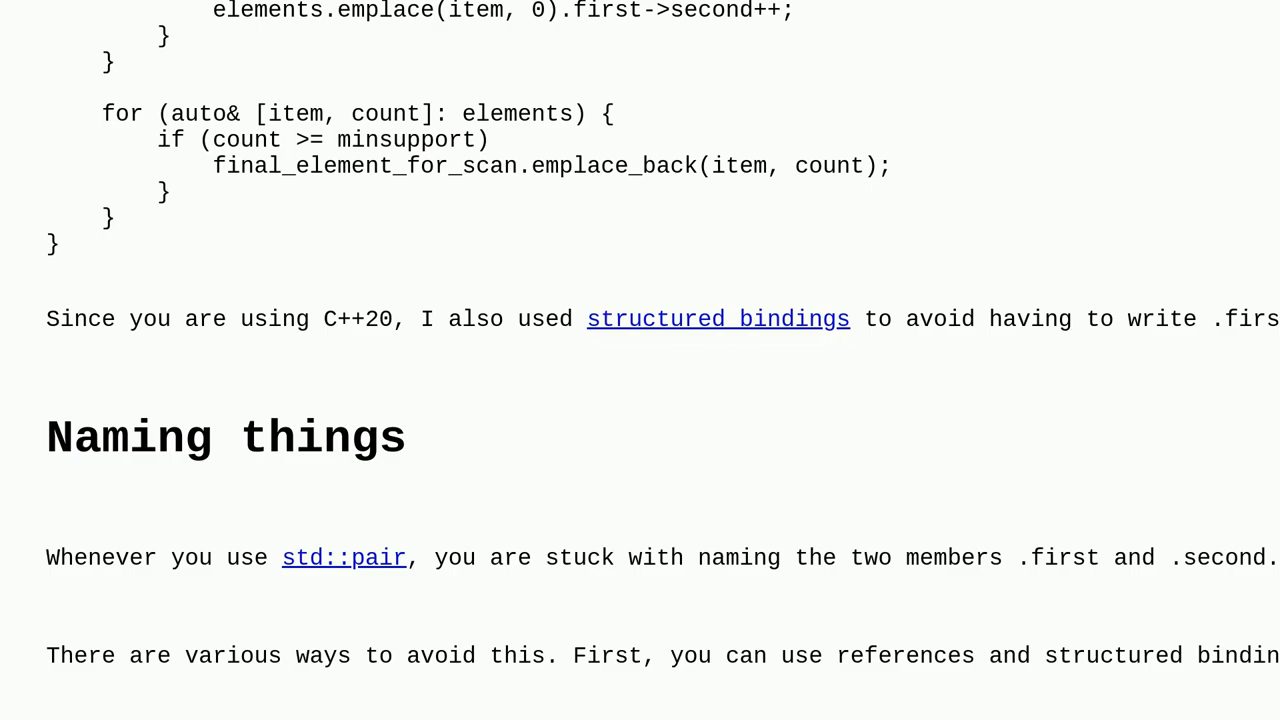 elements.emplace(item, 0).first->second++;
        }
    }

    for (auto& [item, count]: elements) {
        if (count >= minsupport)
            final_element_for_scan.emplace_back(item, count);
        }
    }
}
Since you are using C++20, I also used structured bindings to avoid having to write .firs
Naming things
Whenever you use std::pair, you are stuck with naming the two members .first and .second.
There are various ways to avoid this. First, you can use references and structured bindin